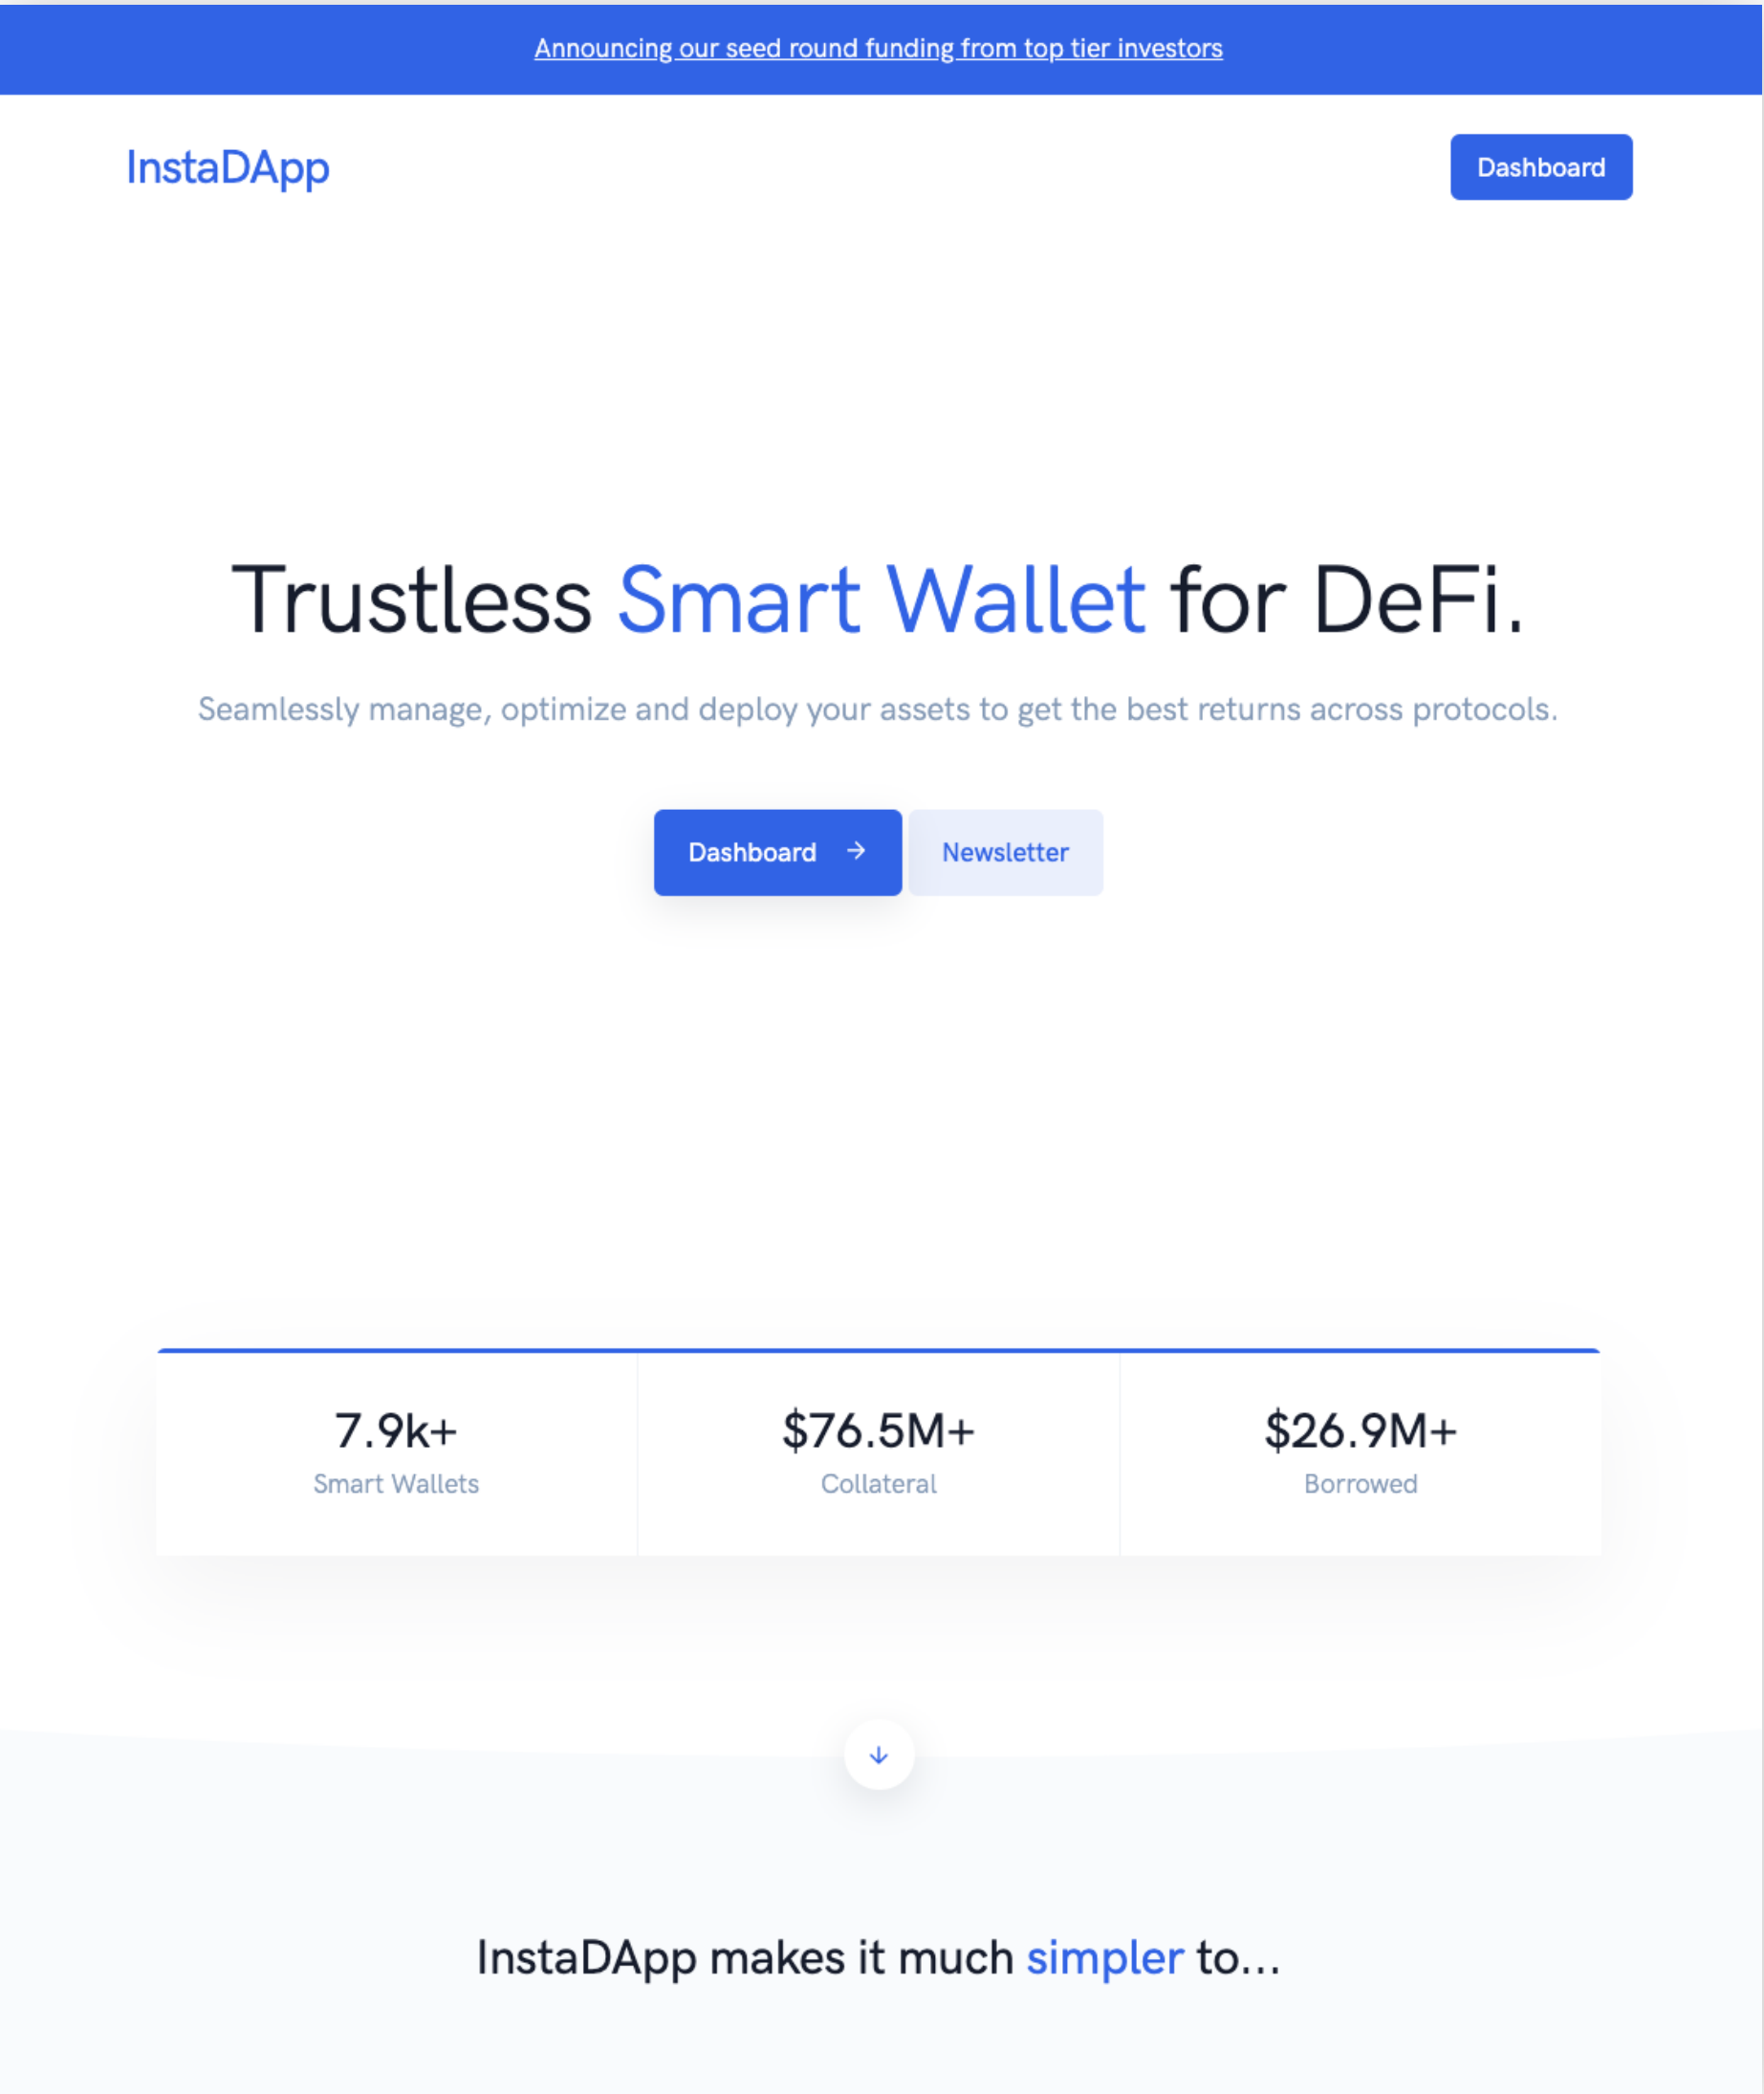 Announcing our seed round funding from top tier investors
InstaDApp
Dashboard
Trustless Smart Wallet for DeFi.
Seamlessly manage, optimize and deploy your assets to get the best returns across protocols.
Dashboard →
Newsletter
7.9k+
Smart Wallets
$76.5M+
Collateral
$26.9M+
Borrowed
InstaDApp makes it much simpler to...